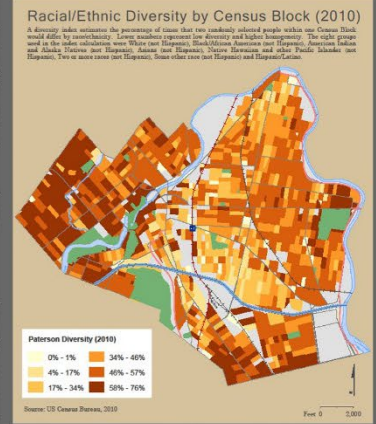 Racial/Ethnic Diversity by Census Block (2010)
A diversity index estimates the percentage of times that two randomly selected people within one Census Block
would differ by race/ethnicity. Lower numbers represent low diversity and higher homogeneity. The eight groups
used in the index calculation were White (not Hispanic), Black/African American (not Hispanic), American Indian
and Alaska Natives (not Hispanic), Asians (not Hispanic), Native Hawaiian and other Pacific Islander (not
Hispanic), Two or more races (not Hispanic), Some other race (not Hispanic) and Hispanic/Latino.
Paterson Diversity (2010)
0% - 1% 34% - 46%
4% - 17% 46% - 57%
17% - 34% 58% - 76%
Source: US Census Bureau, 2010
Feet 0 2,000